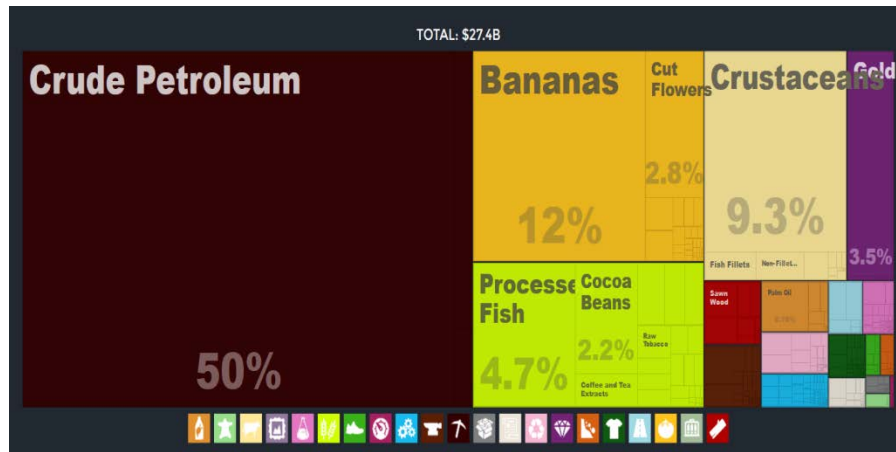 TOTAL: $27.4B
Crude Petroleum
50%
Bananas
12%
Cut
Flowers
2.8%
Crustaceans
9.3%
Gold
3.5%
Fish Fillets
Non-Fillet...
Processe
Fish
4.7%
Cocoa
Beans
2.2%
Coffee and Tea
Extracts
Raw
Tobacco
Sawn
Wood
Palm Oil